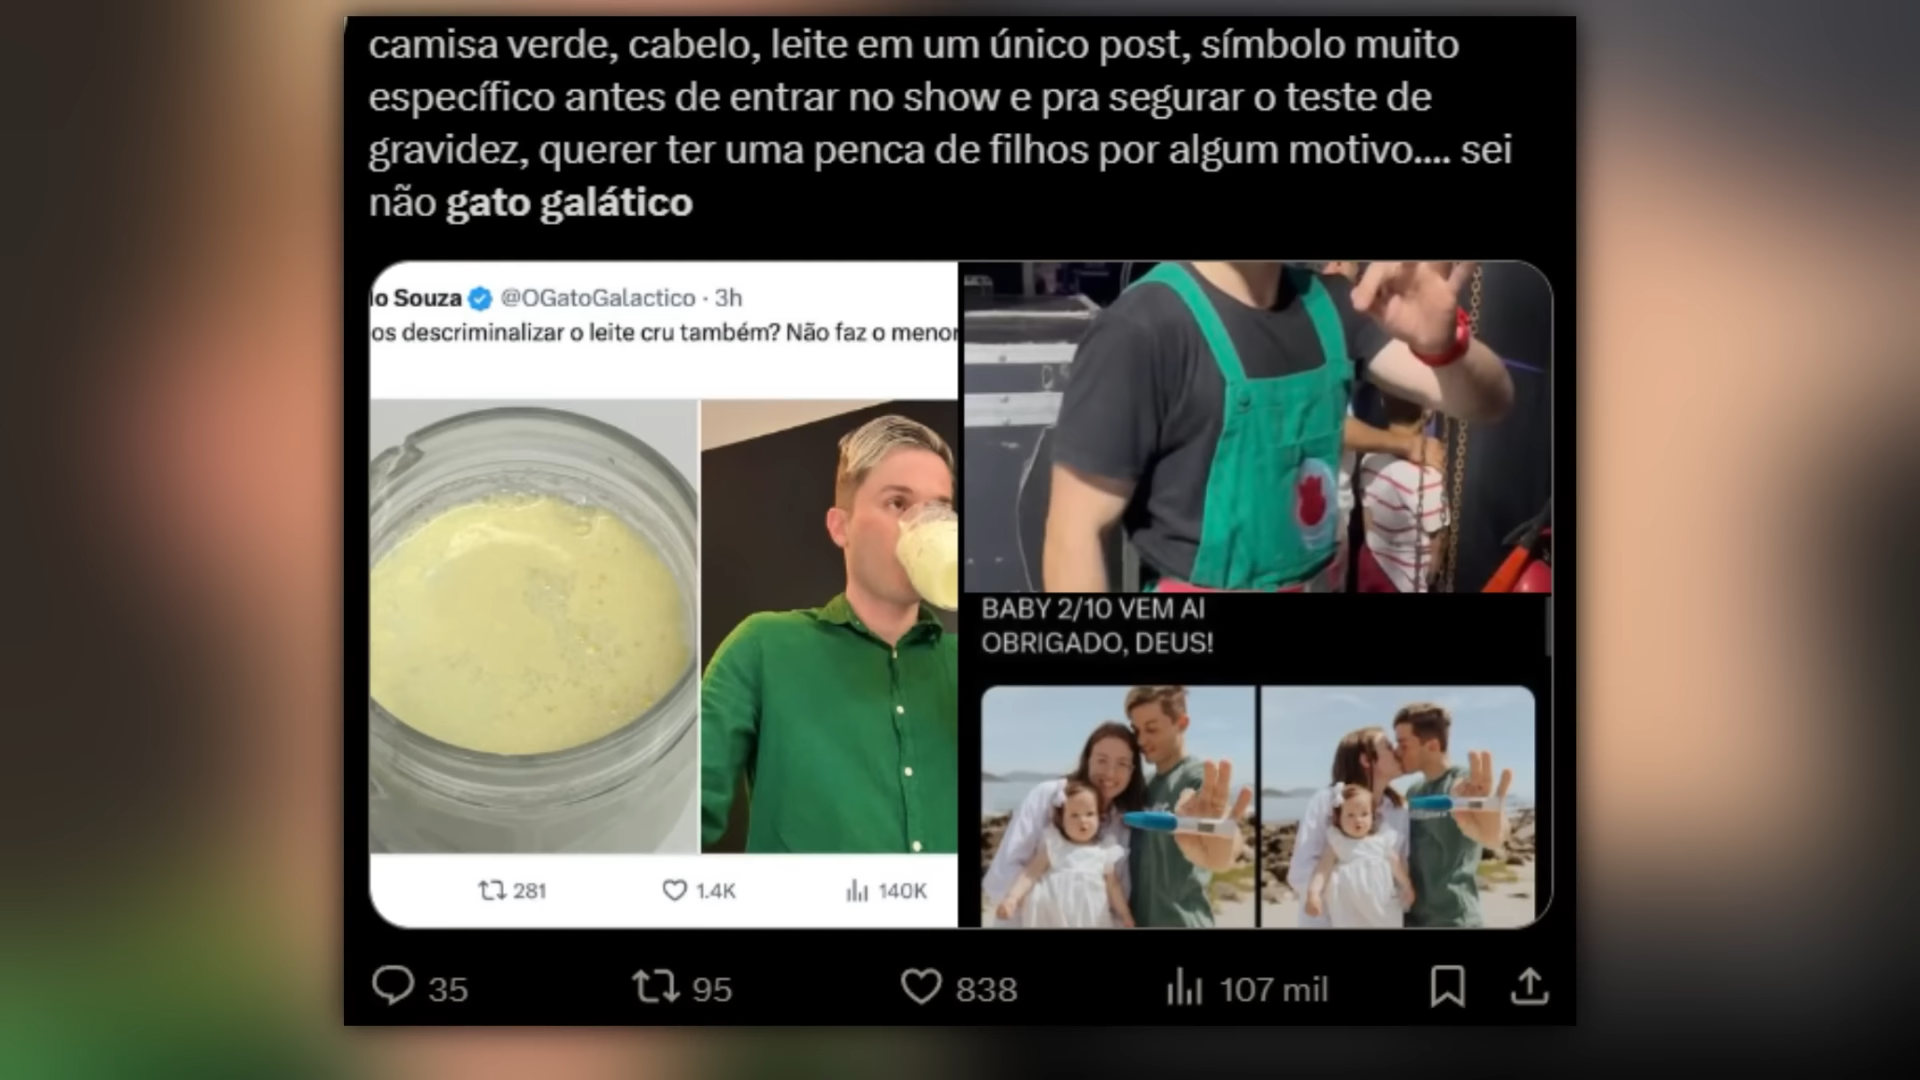 camisa verde, cabelo, leite em um único post, símbolo muito
específico antes de entrar no show e pra segurar o teste de
gravidez, querer ter uma penca de filhos por algum motivo.... sei
não gato galático
lo Souza @OGatoGalactico · 3h
os descriminalizar o leite cru também? Não faz o menor
281 1.4K 140K
BABY 2/10 VEM AI
OBRIGADO, DEUS!
35 95 838 107 mil